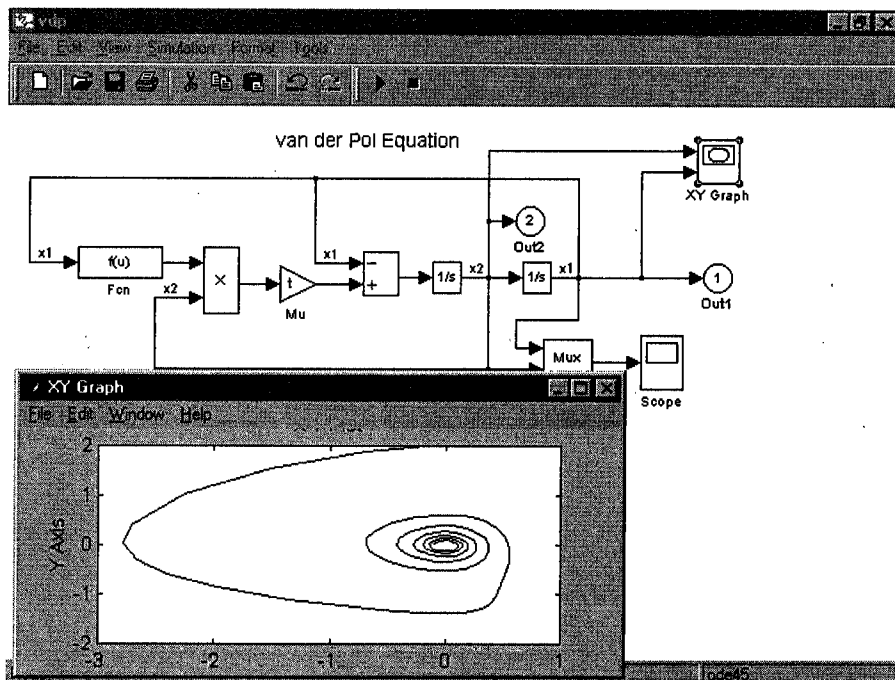 vdp
File Edit View Simulation Format Tools
van der Pol Equation
XY Graph
x1
f(u)
Fcn
x2
×
t
Mu
x1
−
+
1/s
x2
2
Out2
1/s
x1
1
Out1
Mux
Scope
XY Graph
File Edit Window Help
Y Axis
2
1
0
-1
-2
-3 -2 -1 0 1
ode45